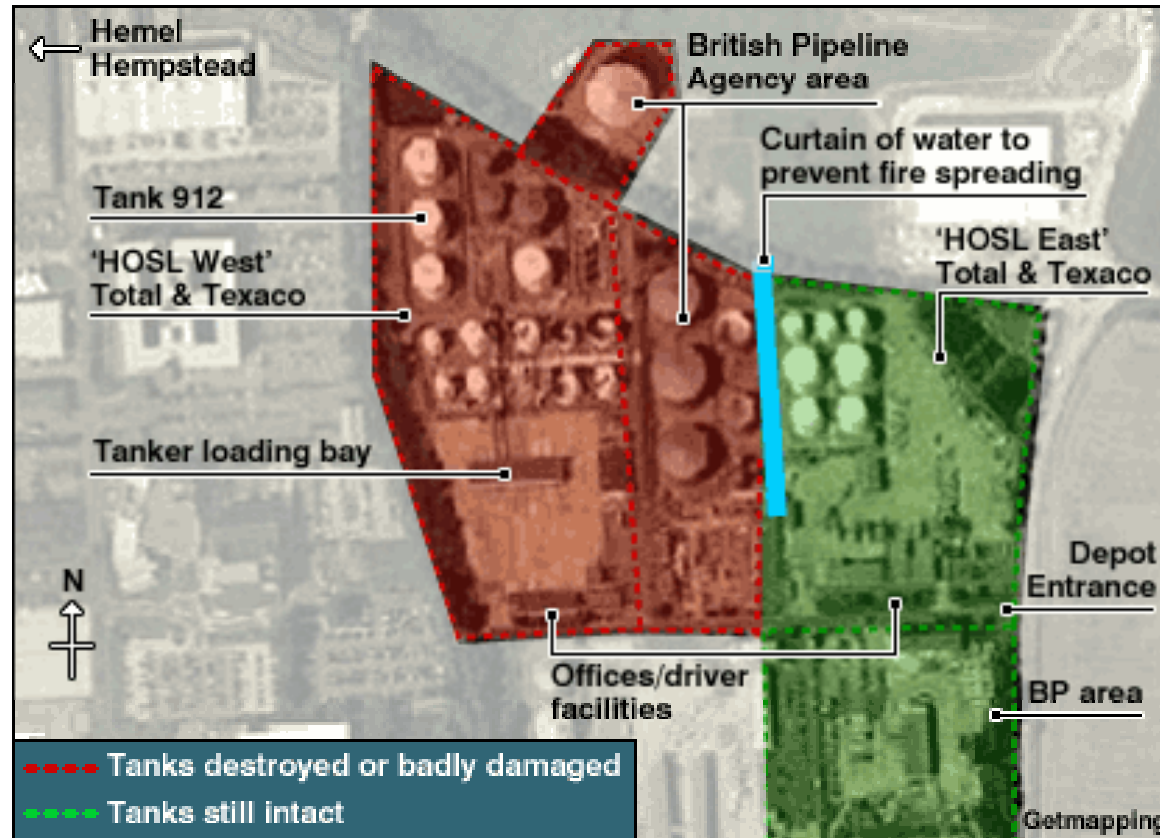 Hemel
Hempstead
British Pipeline
Agency area
Curtain of water to
prevent fire spreading
Tank 912
‘HOSL West’
Total & Texaco
‘HOSL East’
Total & Texaco
Tanker loading bay
N
Depot
Entrance
Offices/driver
facilities
BP area
Tanks destroyed or badly damaged
Tanks still intact
Getmapping